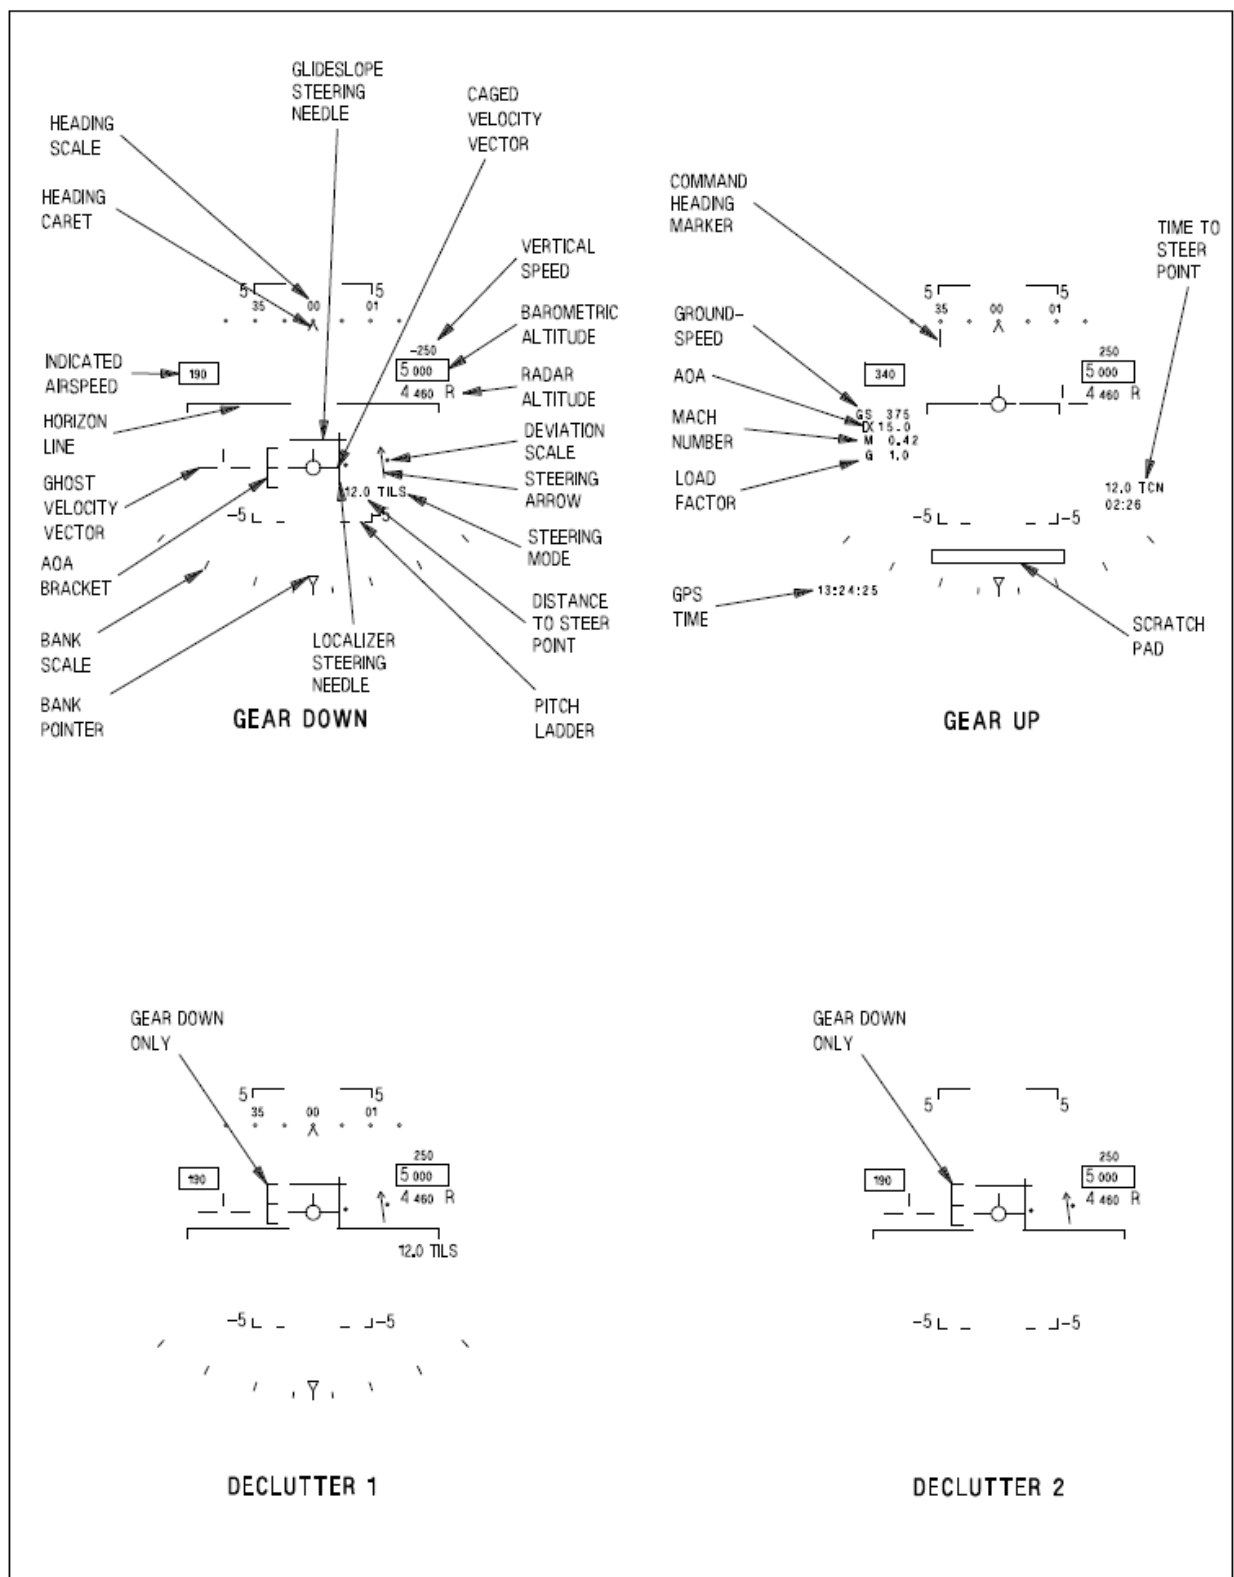 GLIDESLOPE
STEERING
NEEDLE
CAGED
VELOCITY
VECTOR
HEADING
SCALE
HEADING
CARET
VERTICAL
SPEED
BAROMETRIC
ALTITUDE
INDICATED
AIRSPEED
RADAR
ALTITUDE
HORIZON
LINE
DEVIATION
SCALE
GHOST
VELOCITY
VECTOR
STEERING
ARROW
AOA
BRACKET
STEERING
MODE
BANK
SCALE
DISTANCE
TO STEER
POINT
LOCALIZER
STEERING
NEEDLE
BANK
POINTER
PITCH
LADDER
5 5
35 00 01
-250
190
5 000
4 460 R
12.0 TILS
-5 -5
GEAR DOWN
COMMAND
HEADING
MARKER
TIME TO
STEER
POINT
GROUND-
SPEED
AOA
MACH
NUMBER
LOAD
FACTOR
GPS
TIME
SCRATCH
PAD
5 5
35 00 01
250
340
5 000
4 460 R
GS 375
15.0
M 0.42
G 1.0
12.0 TCN
02:26
-5 -5
13:24:25
GEAR UP
GEAR DOWN
ONLY
5 5
35 00 01
250
190
5 000
4 460 R
12.0 TILS
-5 -5
DECLUTTER 1
GEAR DOWN
ONLY
5 5
250
190
5 000
4 460 R
-5 -5
DECLUTTER 2